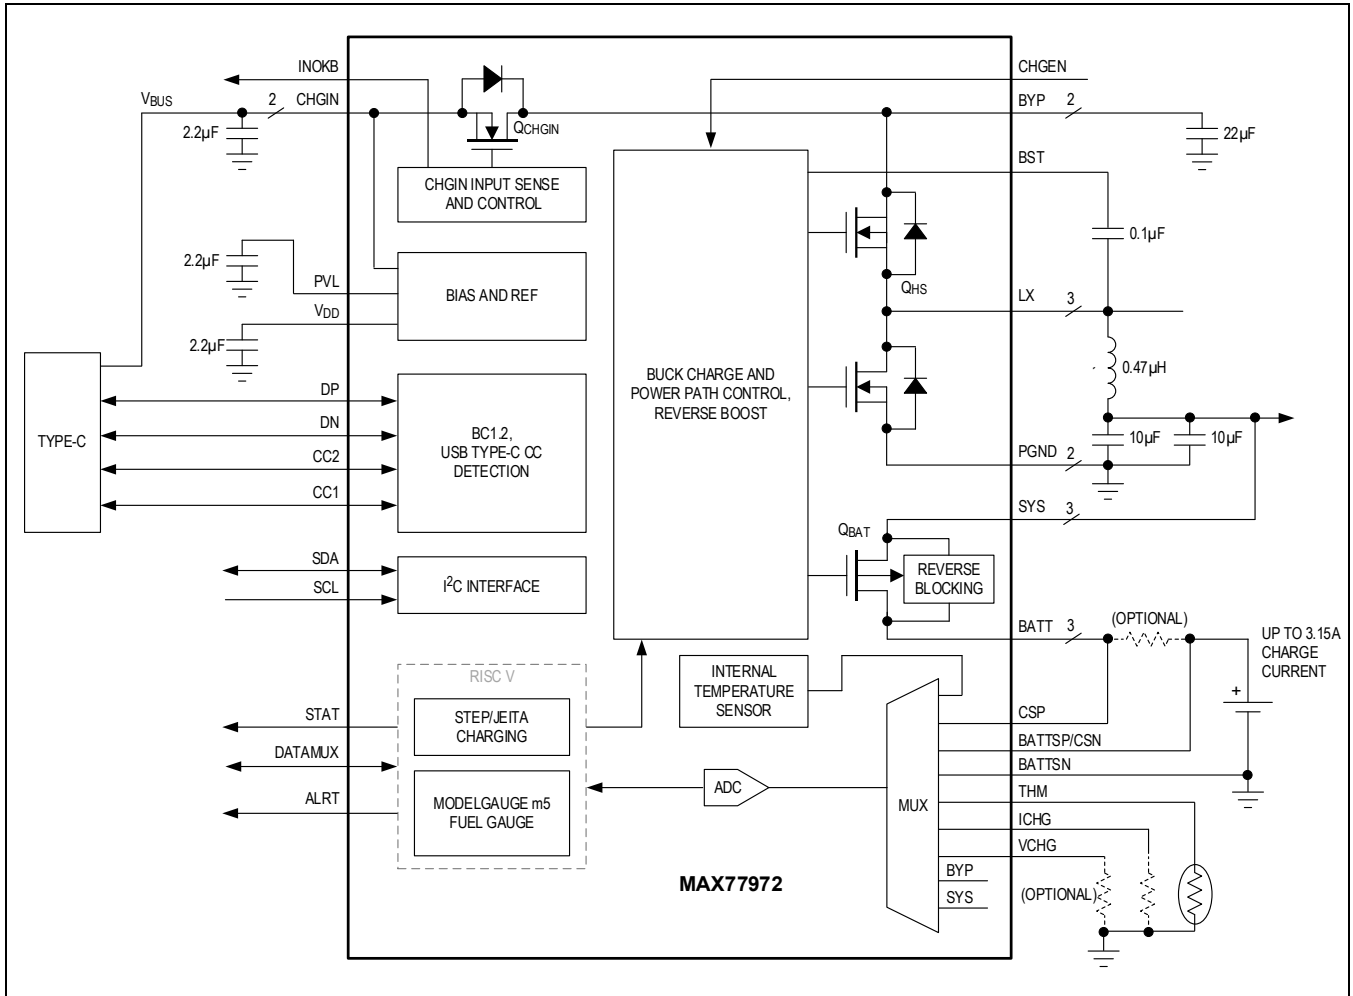 INOKB
CHGEN
VBUS
2
CHGIN
BYP
2
2.2µF
QCHGIN
22µF
BST
CHGIN INPUT SENSE
AND CONTROL
0.1µF
2.2µF
PVL
BIAS AND REF
QHS
LX
3
VDD
2.2µF
BUCK CHARGE AND
POWER PATH CONTROL,
REVERSE BOOST
0.47µH
DP
DN
CC2
CC1
TYPE-C
BC1.2,
USB TYPE-C CC
DETECTION
10µF
10µF
PGND
2
SYS
3
QBAT
REVERSE
BLOCKING
SDA
SCL
I2C INTERFACE
BATT
3
(OPTIONAL)
UP TO 3.15A
CHARGE
CURRENT
+
RISC V
INTERNAL
TEMPERATURE
SENSOR
STAT
STEP/JEITA
CHARGING
CSP
BATTSP/CSN
DATAMUX
BATTSN
ADC
MUX
THM
ALRT
MODELGAUGE m5
FUEL GAUGE
ICHG
VCHG
BYP
SYS
(OPTIONAL)
MAX77972